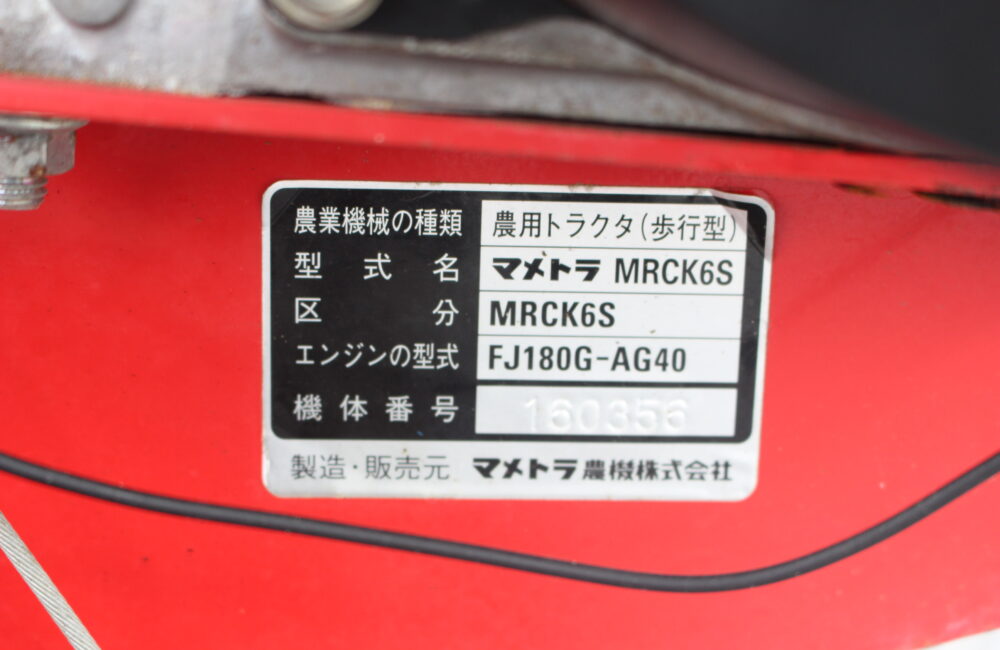 農業機械の種類 農用トラクタ(歩行型)
型式名 マメトラ MRCK6S
区分 MRCK6S
エンジンの型式 FJ180G-AG40
機体番号 160356
製造・販売元 マメトラ農機株式会社